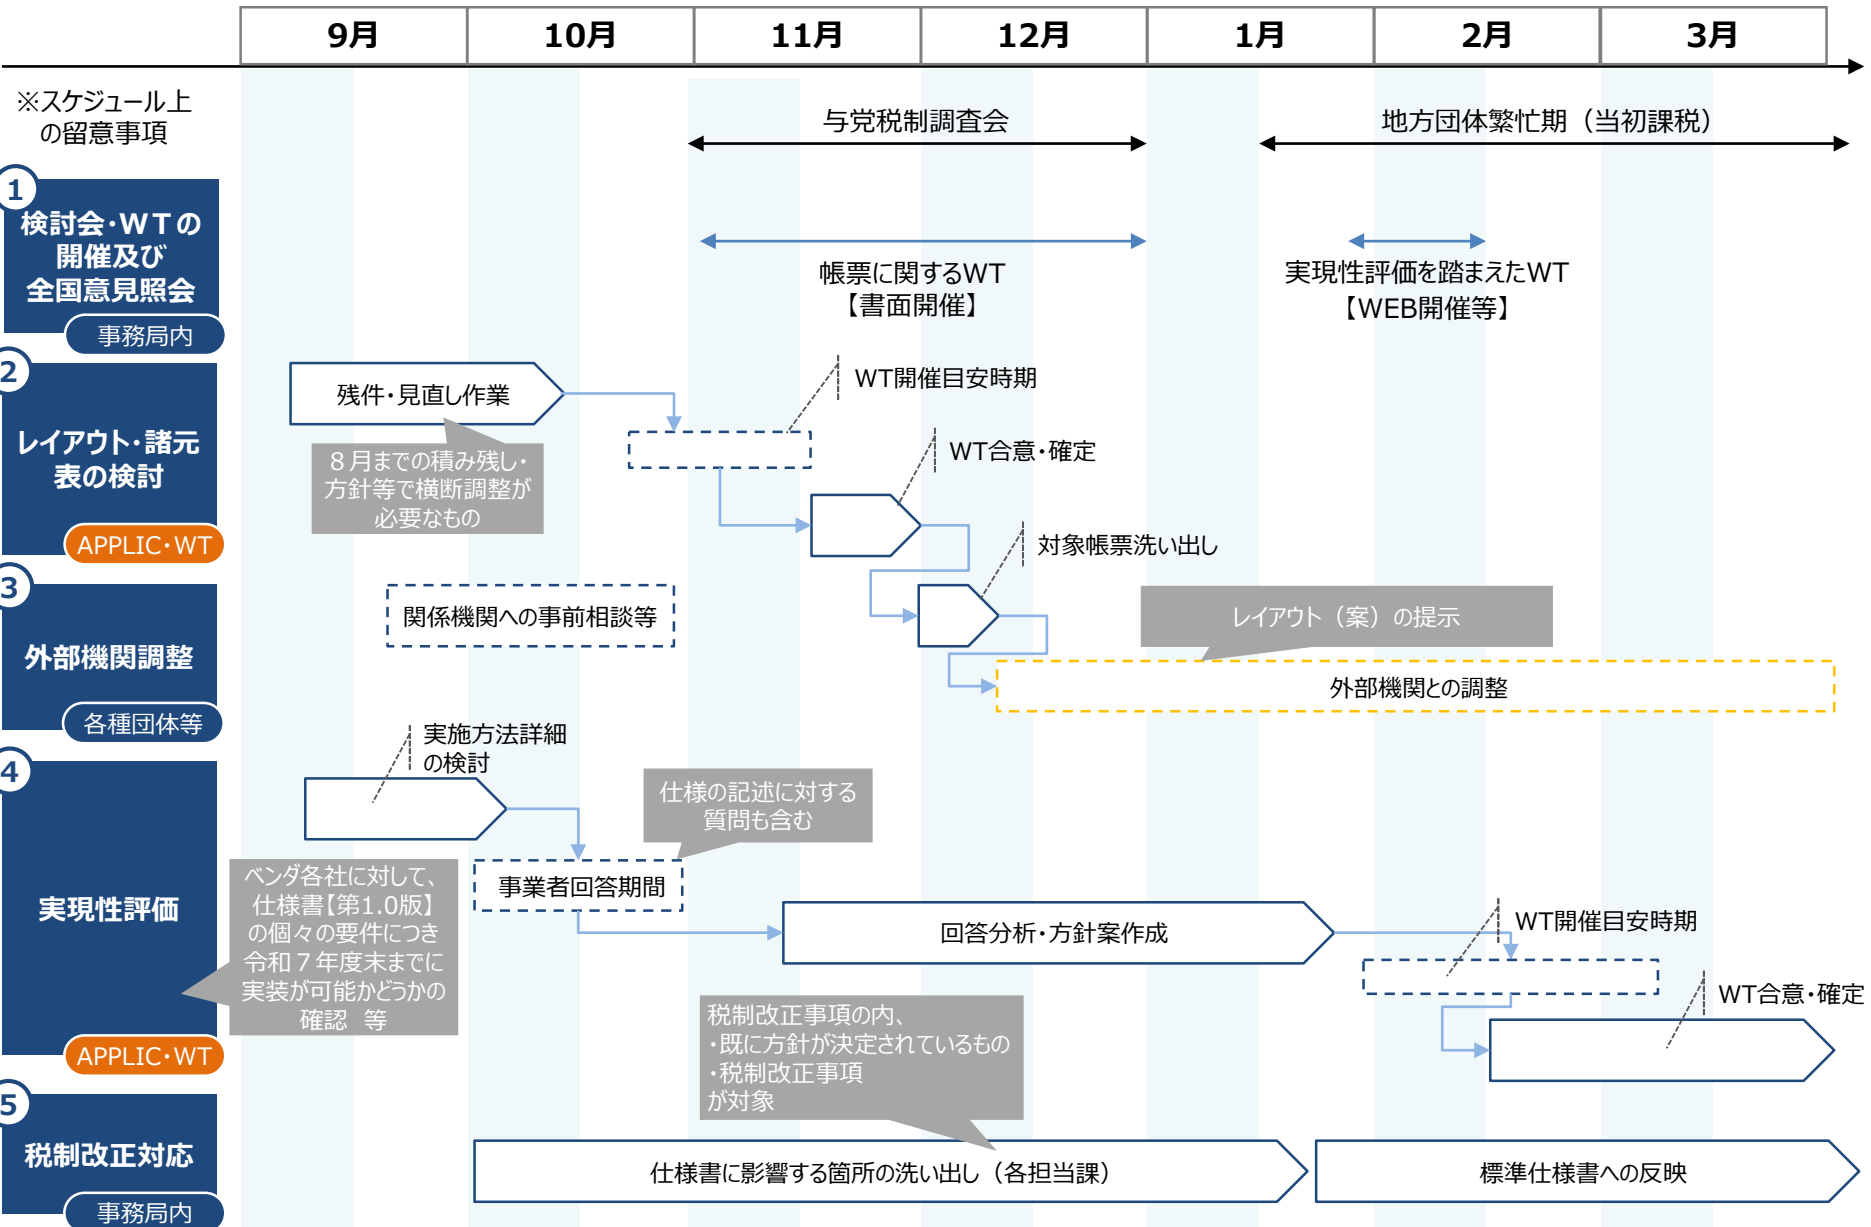 9月
10月
11月
12月
1月
2月
3月
※スケジュール上
の留意事項
与党税制調査会
地方団体繁忙期（当初課税）
1
検討会・ＷＴの
開催及び
全国意見照会
事務局内
帳票に関するWT
【書面開催】
実現性評価を踏まえたWT
【WEB開催等】
2
レイアウト・諸元
表の検討
APPLIC・WT
残件・見直し作業
８月までの積み残し・
方針等で横断調整が
必要なもの
WT開催目安時期
WT合意・確定
対象帳票洗い出し
3
外部機関調整
各種団体等
関係機関への事前相談等
レイアウト（案）の提示
外部機関との調整
4
実現性評価
APPLIC・WT
実施方法詳細
の検討
仕様の記述に対する
質問も含む
事業者回答期間
ベンダ各社に対して、
仕様書【第1.0版】
の個々の要件につき
令和７年度末までに
実装が可能かどうかの
確認　等
回答分析・方針案作成
WT開催目安時期
WT合意・確定
税制改正事項の内、
・既に方針が決定されているもの
・税制改正事項
が対象
5
税制改正対応
事務局内
仕様書に影響する箇所の洗い出し（各担当課）
標準仕様書への反映